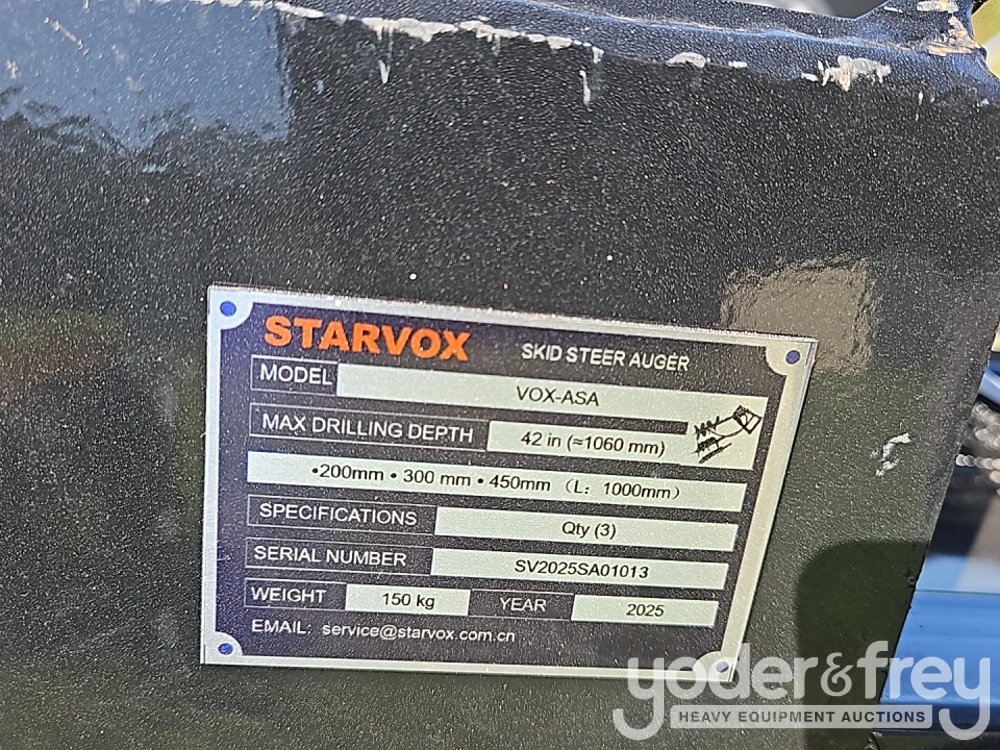 STARVOX SKID STEER AUGER
MODEL VOX-ASA
MAX DRILLING DEPTH 42 in (≈1060 mm)
•200mm • 300 mm • 450mm （L: 1000mm）
SPECIFICATIONS Qty (3)
SERIAL NUMBER SV2025SA01013
WEIGHT 150 kg YEAR 2025
EMAIL: service@starvox.com.cn
yoder&frey
HEAVY EQUIPMENT AUCTIONS